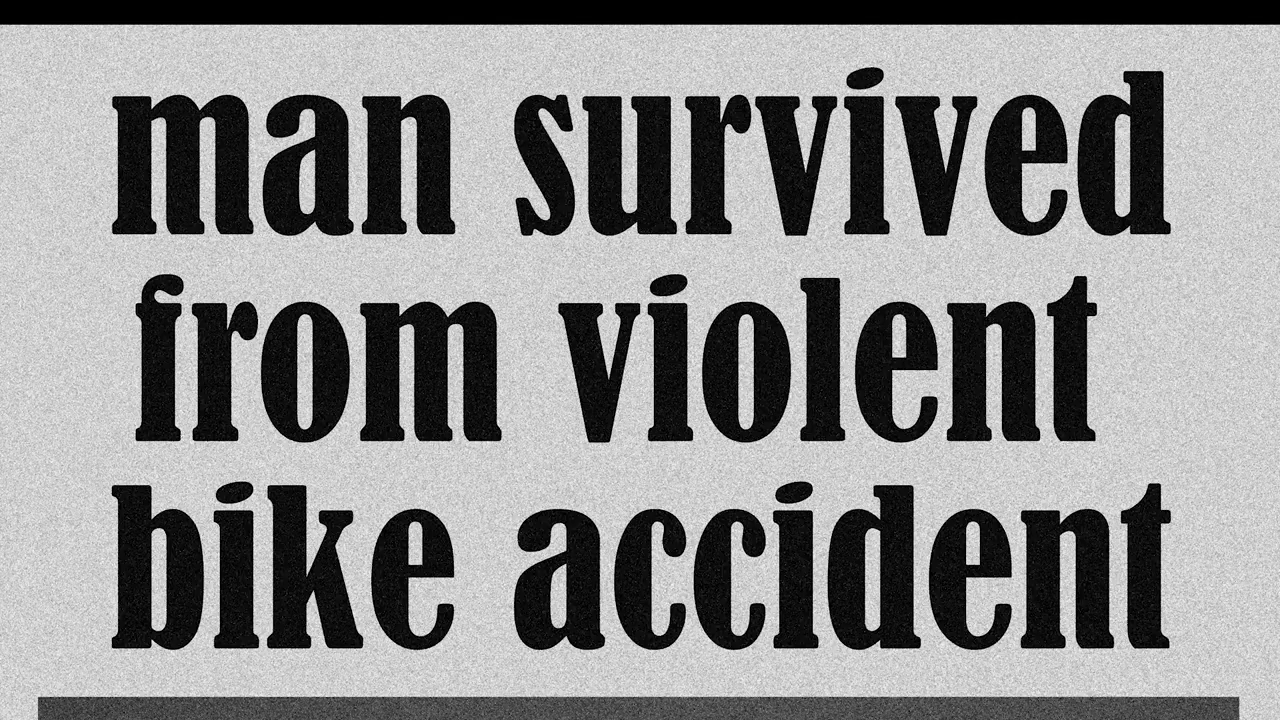 man survived
from violent
bike accident